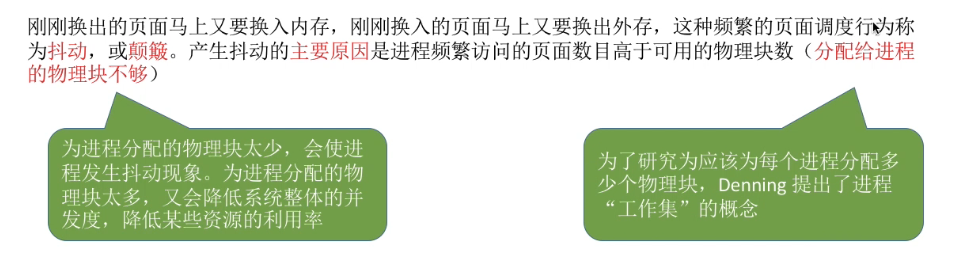 刚刚换出的页面马上又要换入内存，刚刚换入的页面马上又要换出外存，这种频繁的页面调度行为称
为抖动，或颠簸。产生抖动的主要原因是进程频繁访问的页面数目高于可用的物理块数（分配给进程
的物理块不够）
为进程分配的物理块太少，会使进
程发生抖动现象。为进程分配的物
理块太多，又会降低系统整体的并
发度，降低某些资源的利用率
为了研究为应该为每个进程分配多
少个物理块，Denning 提出了进程
“工作集”的概念